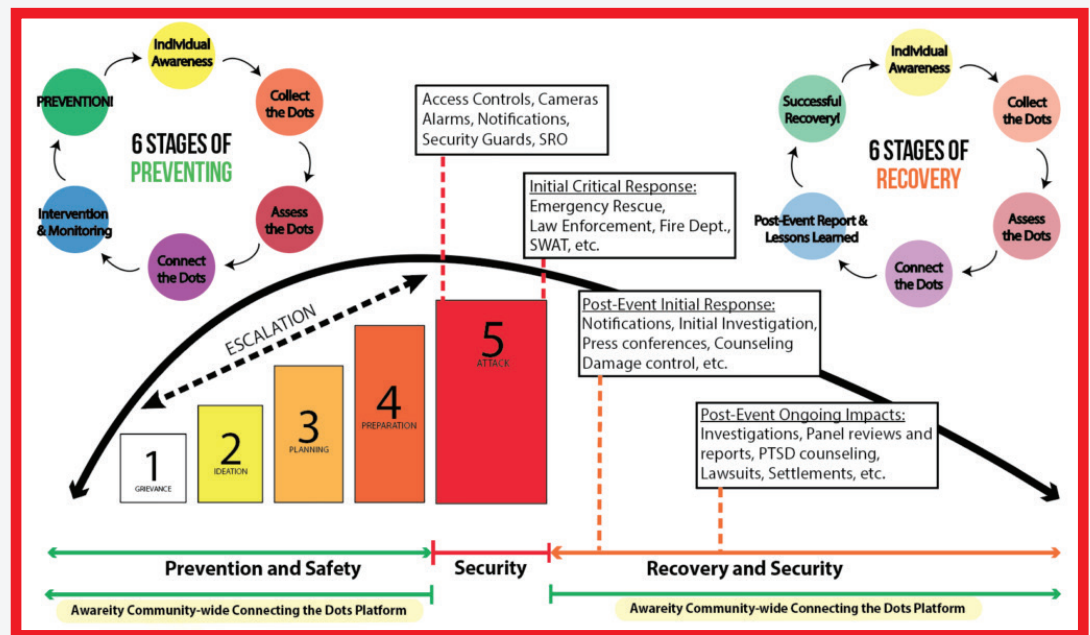 Individual
Awareness
Collect
the Dots
Assess
the Dots
Connect
the Dots
Intervention
& Monitoring
PREVENTION!
6 STAGES OF
PREVENTING
Access Controls, Cameras
Alarms, Notifications,
Security Guards, SRO
Initial Critical Response:
Emergency Rescue,
Law Enforcement, Fire Dept.,
SWAT, etc.
Individual
Awareness
Collect
the Dots
Assess
the Dots
Connect
the Dots
Post-Event Report &
Lessons Learned
Successful
Recovery!
6 STAGES OF
RECOVERY
Post-Event Initial Response:
Notifications, Initial Investigation,
Press conferences, Counseling
Damage control, etc.
Post-Event Ongoing Impacts:
Investigations, Panel reviews and
reports, PTSD counseling,
Lawsuits, Settlements, etc.
ESCALATION
1
GRIEVANCE
2
IDEATION
3
PLANNING
4
PREPARATION
5
ATTACK
Prevention and Safety
Security
Recovery and Security
Awareity Community-wide Connecting the Dots Platform
Awareity Community-wide Connecting the Dots Platform